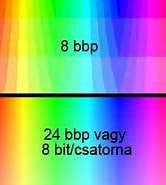 8 bbp
24 bbp vagy
8 bit/csatorna